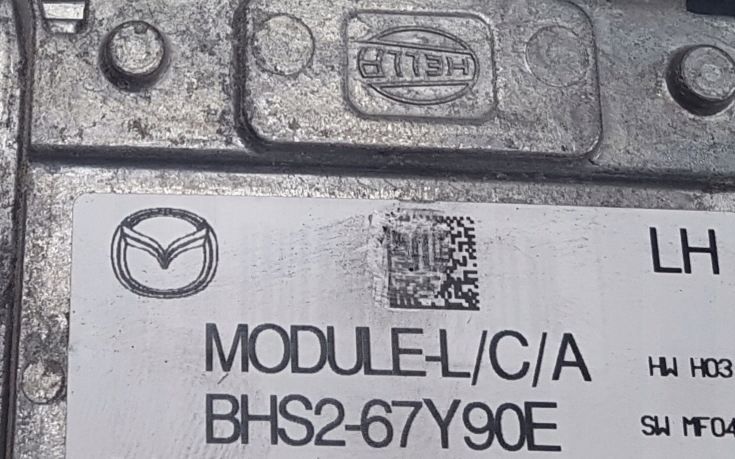 HELLA
LH
MODULE-L/C/A
HW H03
BHS2-67Y90E
SW MF04